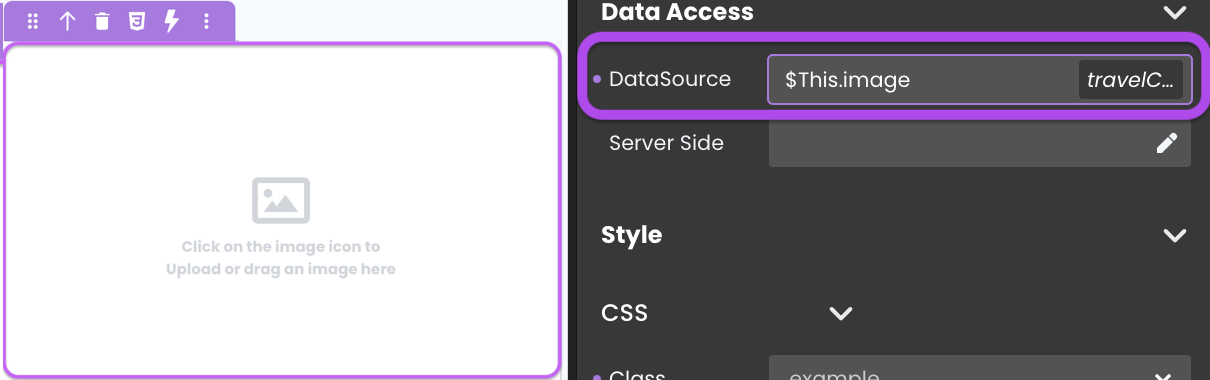 Data Access
DataSource
$This.image
travelC...
Server Side
Click on the image icon to
Upload or drag an image here
Style
CSS
Class
example